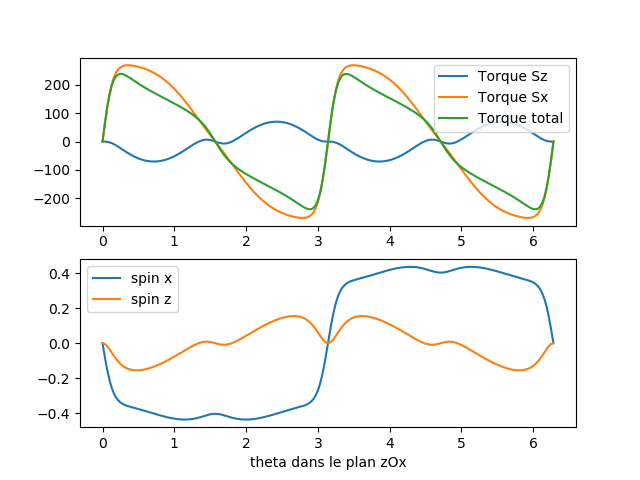 200
100
0
−100
−200
Torque Sz
Torque Sx
Torque total
0 1 2 3 4 5 6
0.4
0.2
0.0
−0.2
−0.4
spin x
spin z
0 1 2 3 4 5 6
theta dans le plan zOx